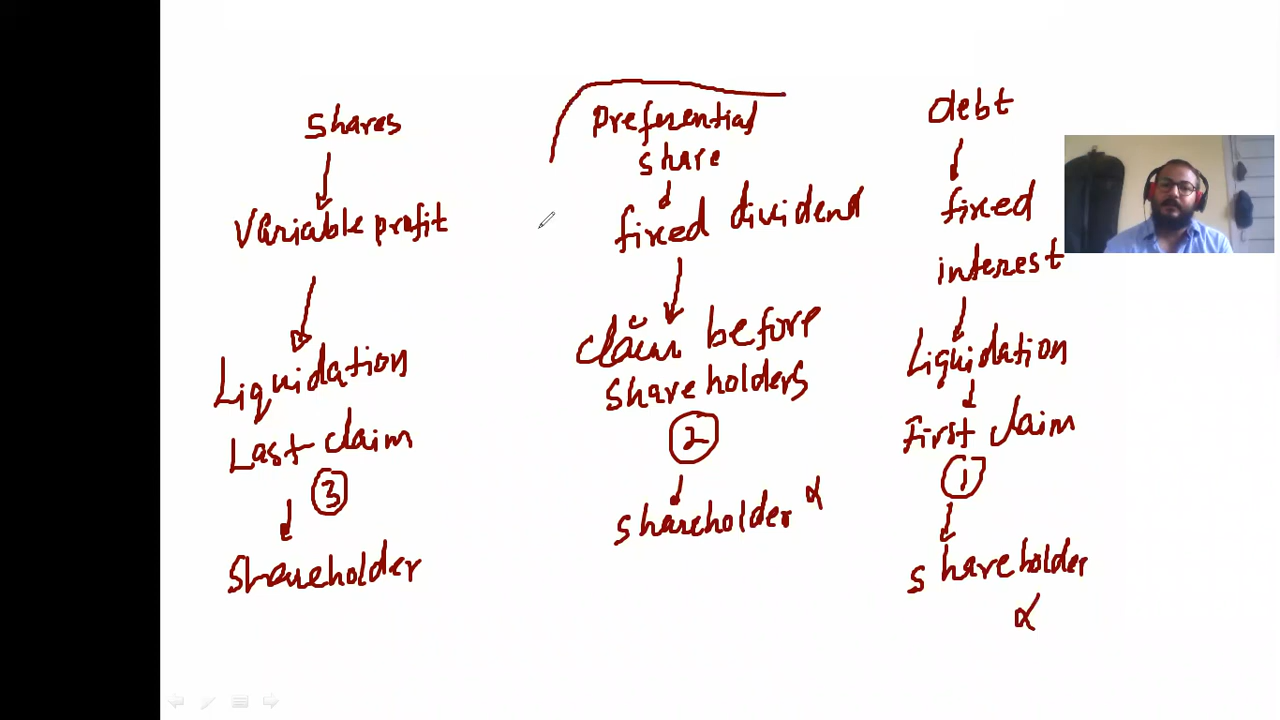 Shares
Variable profit
Liquidation
Last claim
3
Shareholder
Preferential
share
fixed dividend
claim before
shareholders
2
shareholder α
debt
fixed
interest
Liquidation
First claim
1
shareholder
α